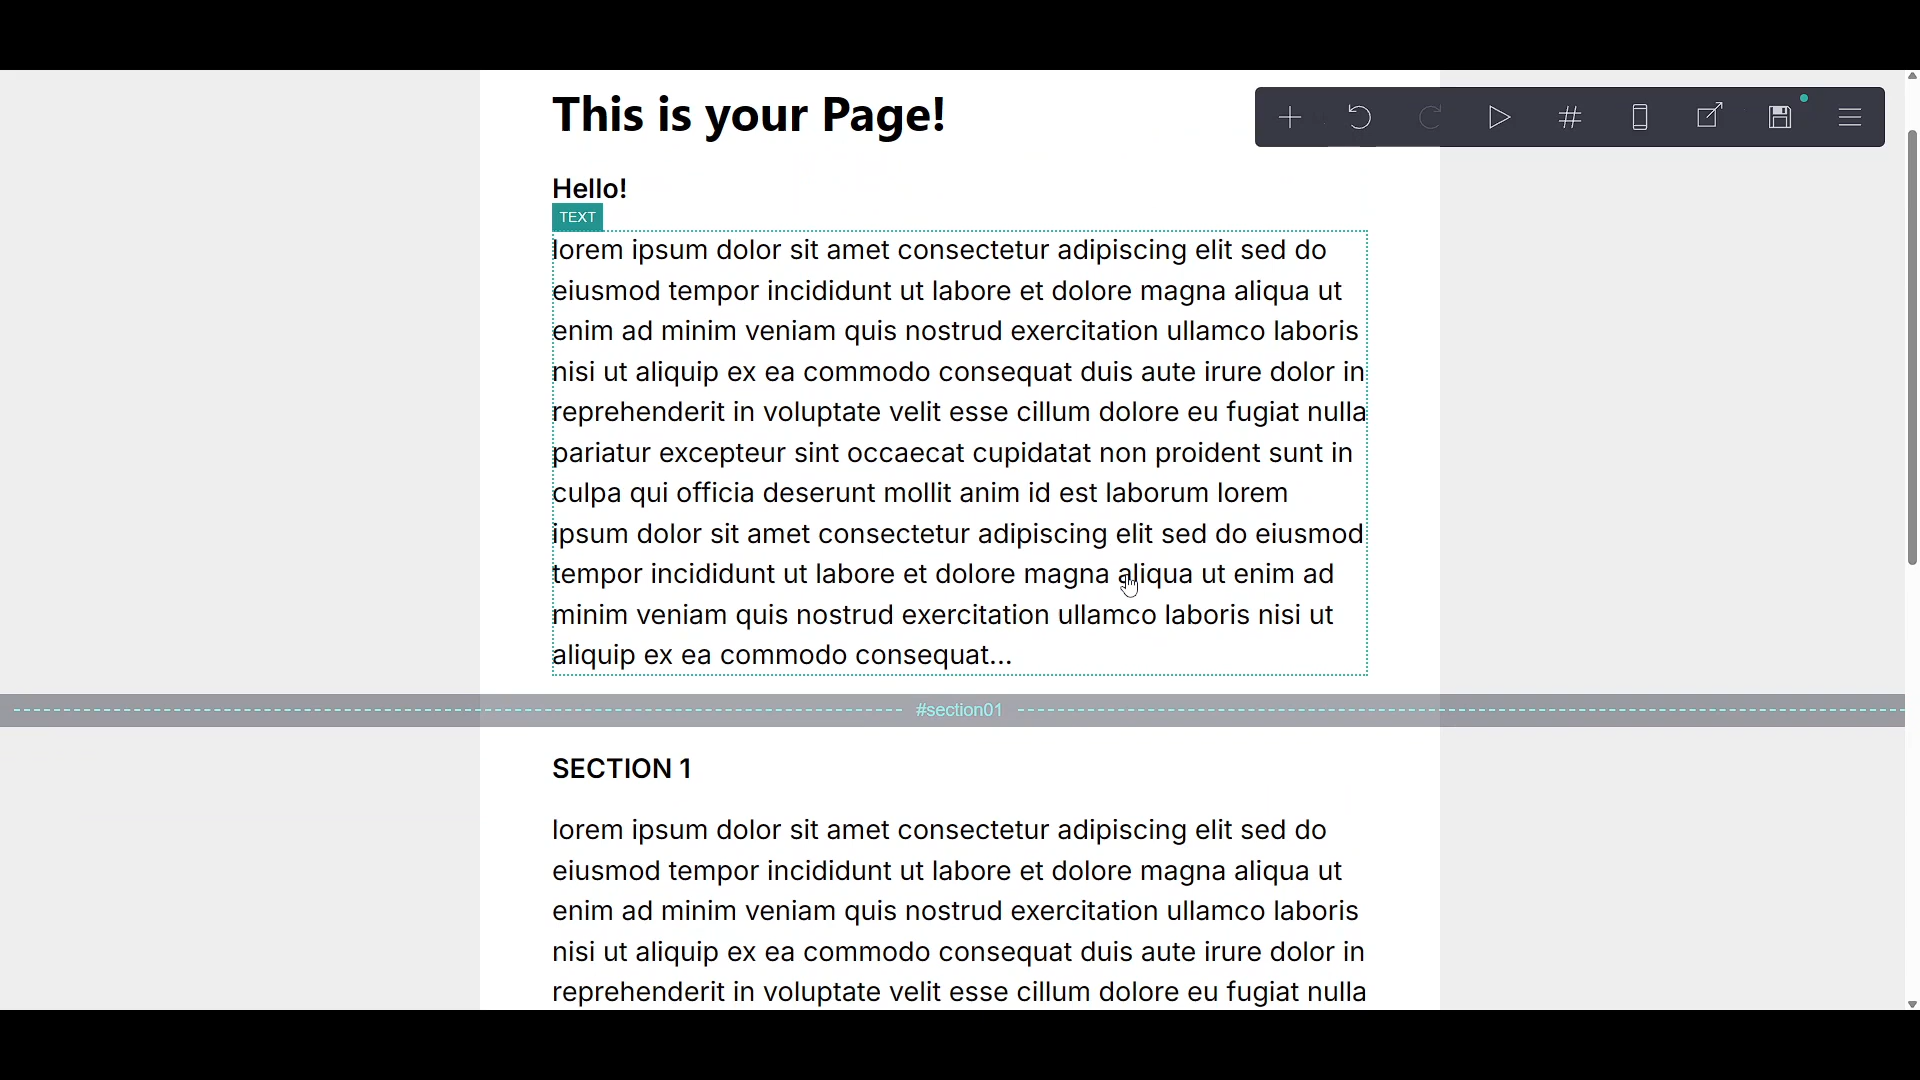 This is your Page!
Hello!
TEXT
lorem ipsum dolor sit amet consectetur adipiscing elit sed do
eiusmod tempor incididunt ut labore et dolore magna aliqua ut
enim ad minim veniam quis nostrud exercitation ullamco laboris
nisi ut aliquip ex ea commodo consequat duis aute irure dolor in
reprehenderit in voluptate velit esse cillum dolore eu fugiat nulla
pariatur excepteur sint occaecat cupidatat non proident sunt in
culpa qui officia deserunt mollit anim id est laborum lorem
ipsum dolor sit amet consectetur adipiscing elit sed do eiusmod
tempor incididunt ut labore et dolore magna aliqua ut enim ad
minim veniam quis nostrud exercitation ullamco laboris nisi ut
aliquip ex ea commodo consequat...
#section01
SECTION 1
lorem ipsum dolor sit amet consectetur adipiscing elit sed do
eiusmod tempor incididunt ut labore et dolore magna aliqua ut
enim ad minim veniam quis nostrud exercitation ullamco laboris
nisi ut aliquip ex ea commodo consequat duis aute irure dolor in
reprehenderit in voluptate velit esse cillum dolore eu fugiat nulla